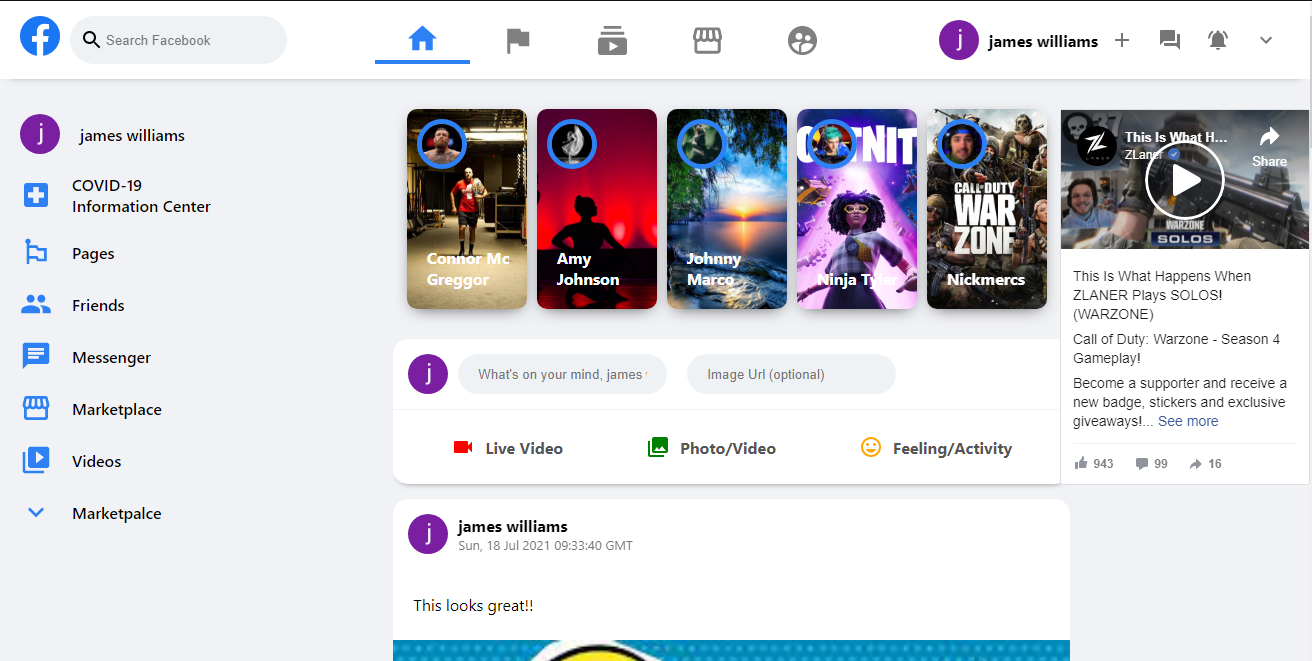 Search Facebook
j
james williams
j
james williams
COVID-19
Information Center
Pages
Friends
Messenger
Marketplace
Videos
Marketpalce
Connor Mc
Greggor
Amy
Johnson
Johnny
Marco
Ninja Tyler
CALL·DUTY
WAR
ZONE
Nickmercs
This Is What H...
ZLaner
Share
WARZONE
SOLOS
This Is What Happens When
ZLANER Plays SOLOS!
(WARZONE)
Call of Duty: Warzone - Season 4
Gameplay!
Become a supporter and receive a
new badge, stickers and exclusive
giveaways!... See more
943
99
16
j
What's on your mind, james
Image Url (optional)
Live Video
Photo/Video
Feeling/Activity
j
james williams
Sun, 18 Jul 2021 09:33:40 GMT
This looks great!!